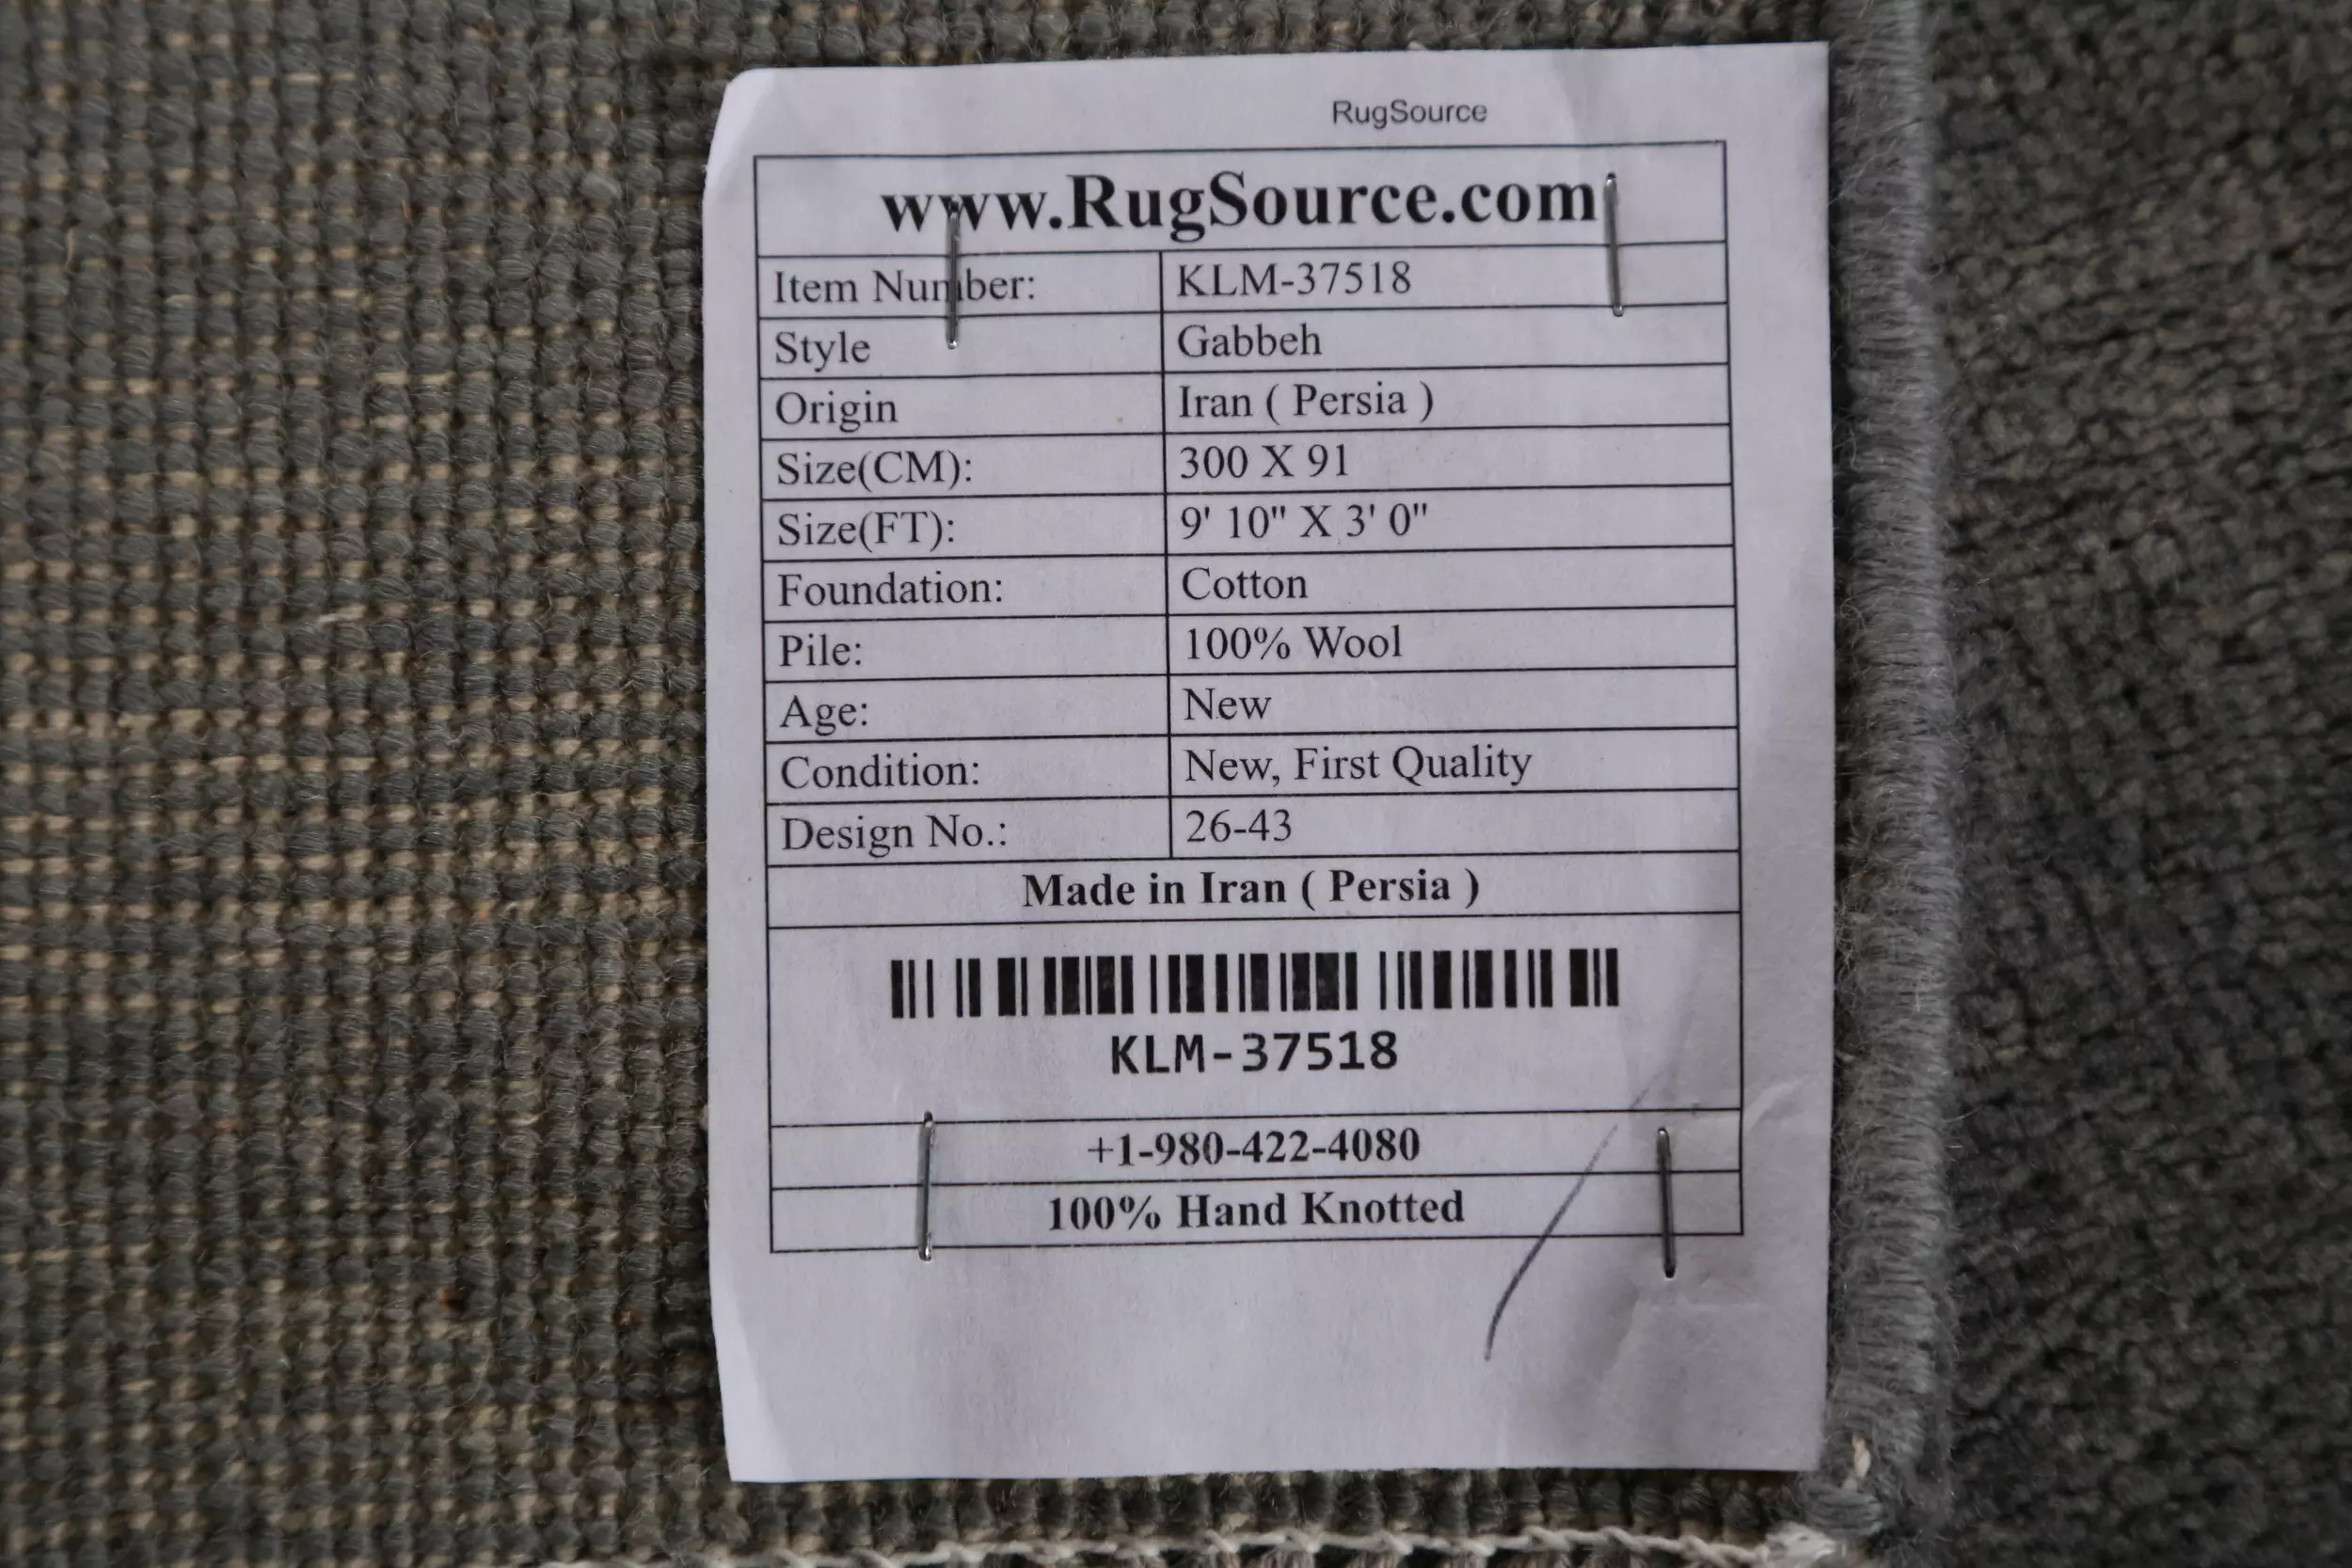 RugSource
www.RugSource.com
Item Number: KLM-37518
Style Gabbeh
Origin Iran ( Persia )
Size(CM): 300 X 91
Size(FT): 9' 10" X 3' 0"
Foundation: Cotton
Pile: 100% Wool
Age: New
Condition: New, First Quality
Design No.: 26-43
Made in Iran ( Persia )
KLM-37518
+1-980-422-4080
100% Hand Knotted